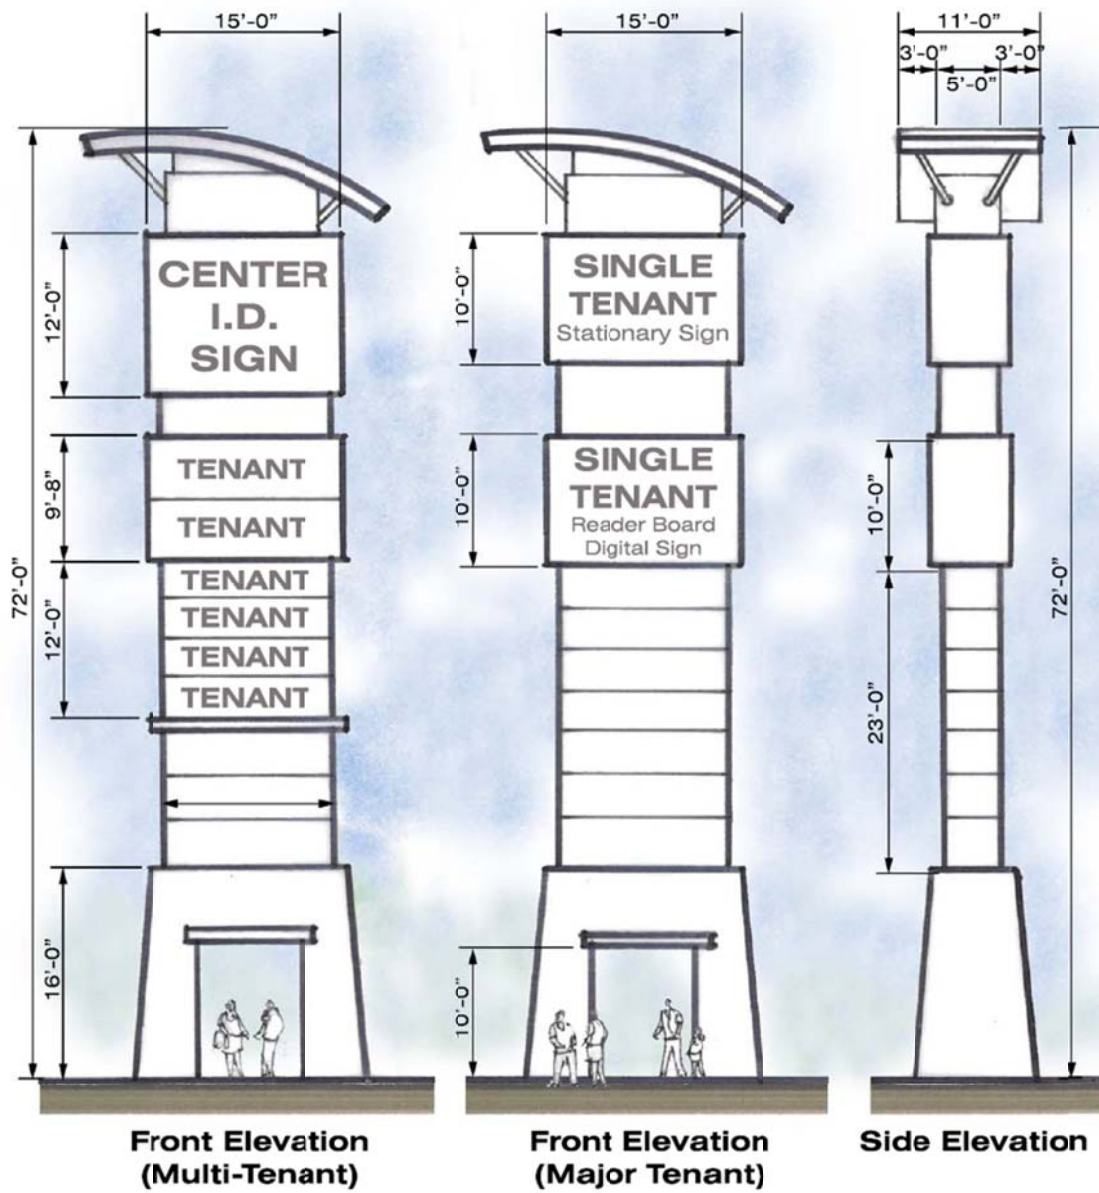 15'-0"
15'-0"
11'-0"
3'-0"
3'-0"
5'-0"
CENTER
I.D.
SIGN
12'-0"
TENANT
TENANT
9'-8"
TENANT
TENANT
TENANT
TENANT
12'-0"
72'-0"
16'-0"
SINGLE
TENANT
Stationary Sign
10'-0"
SINGLE
TENANT
Reader Board
Digital Sign
10'-0"
10'-0"
10'-0"
23'-0"
72'-0"
Front Elevation
(Multi-Tenant)
Front Elevation
(Major Tenant)
Side Elevation